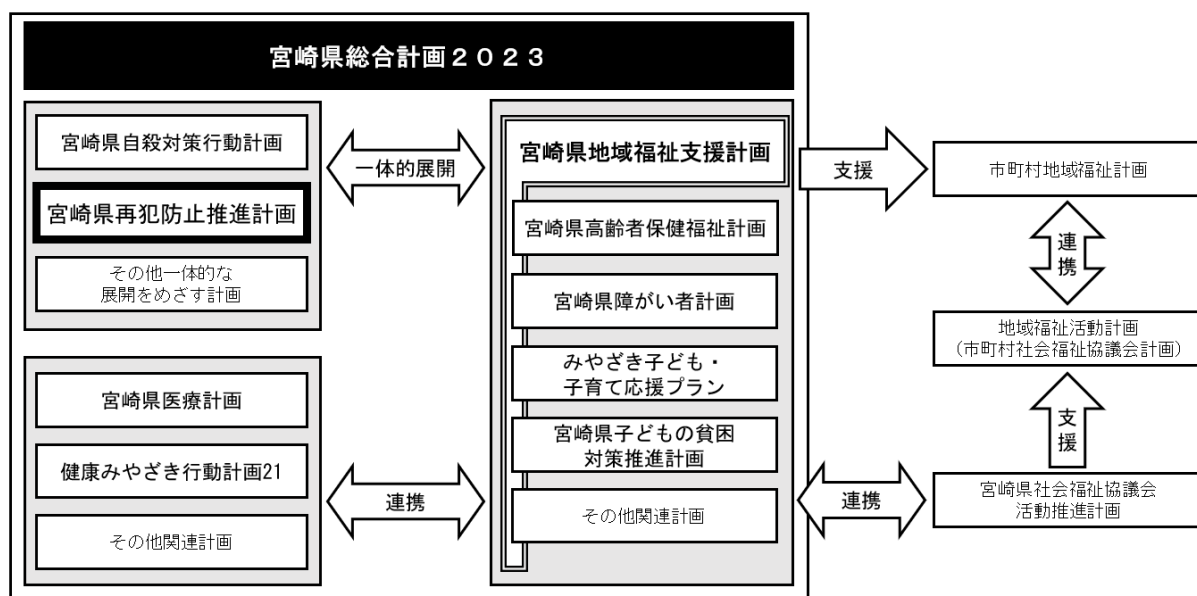 宮崎県総合計画２０２３
宮崎県自殺対策行動計画
宮崎県再犯防止推進計画
その他一体的な
展開をめざす計画
一体的展開
宮崎県医療計画
健康みやざき行動計画21
その他関連計画
連携
宮崎県地域福祉支援計画
宮崎県高齢者保健福祉計画
宮崎県障がい者計画
みやざき子ども・
子育て応援プラン
宮崎県子どもの貧困
対策推進計画
その他関連計画
支援
連携
市町村地域福祉計画
連携
地域福祉活動計画
(市町村社会福祉協議会計画)
支援
宮崎県社会福祉協議会
活動推進計画